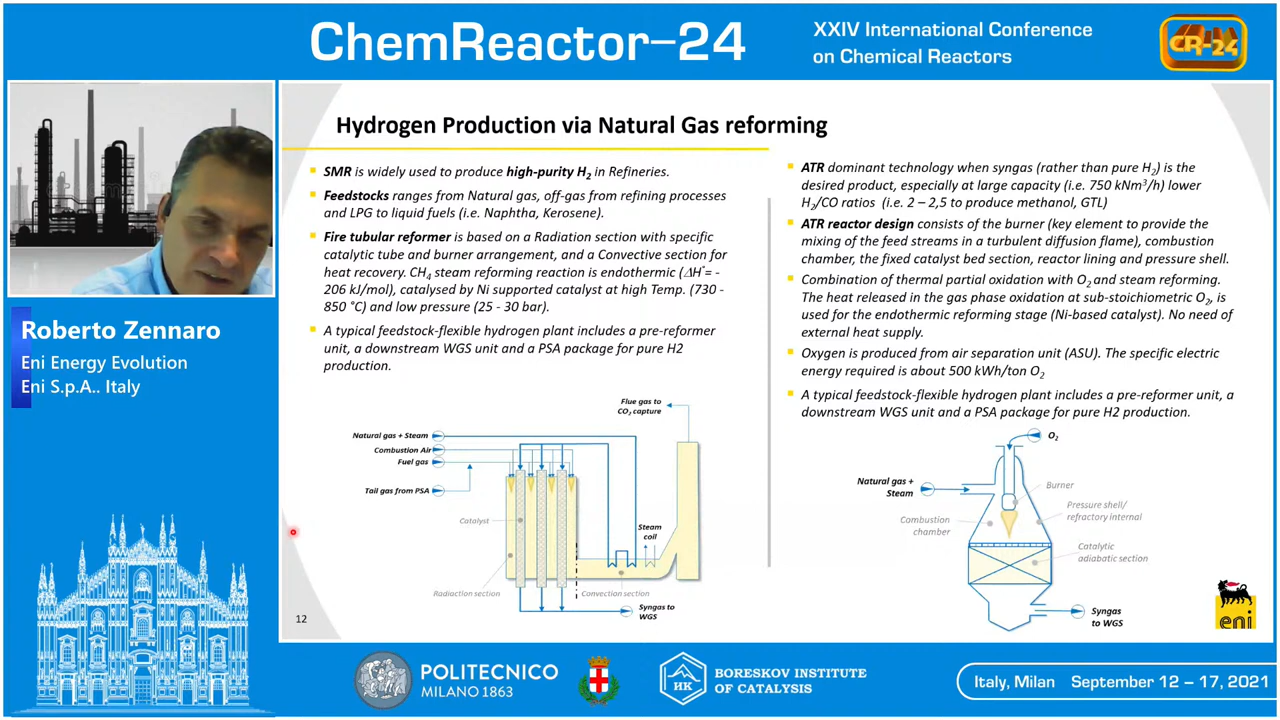 ChemReactor-24
XXIV International Conference
on Chemical Reactors
CR-24
Roberto Zennaro
Eni Energy Evolution
Eni S.p.A.. Italy
Hydrogen Production via Natural Gas reforming
SMR is widely used to produce high-purity H2 in Refineries.
Feedstocks ranges from Natural gas, off-gas from refining processes
and LPG to liquid fuels (i.e. Naphtha, Kerosene).
Fire tubular reformer is based on a Radiation section with specific
catalytic tube and burner arrangement, and a Convective section for
heat recovery. CH4 steam reforming reaction is endothermic (ΔH°= -
206 kJ/mol), catalysed by Ni supported catalyst at high Temp. (730 -
850 °C) and low pressure (25 - 30 bar).
A typical feedstock-flexible hydrogen plant includes a pre-reformer
unit, a downstream WGS unit and a PSA package for pure H2
production.
Flue gas to
CO2 capture
Natural gas + Steam
Combustion Air
Fuel gas
Tail gas from PSA
Catalyst
Steam
coil
Radiaction section
Convection section
Syngas to
WGS
12
ATR dominant technology when syngas (rather than pure H2) is the
desired product, especially at large capacity (i.e. 750 kNm3/h) lower
H2/CO ratios (i.e. 2 – 2,5 to produce methanol, GTL)
ATR reactor design consists of the burner (key element to provide the
mixing of the feed streams in a turbulent diffusion flame), combustion
chamber, the fixed catalyst bed section, reactor lining and pressure shell.
Combination of thermal partial oxidation with O2 and steam reforming.
The heat released in the gas phase oxidation at sub-stoichiometric O2, is
used for the endothermic reforming stage (Ni-based catalyst). No need of
external heat supply.
Oxygen is produced from air separation unit (ASU). The specific electric
energy required is about 500 kWh/ton O2
A typical feedstock-flexible hydrogen plant includes a pre-reformer unit, a
downstream WGS unit and a PSA package for pure H2 production.
O2
Natural gas +
Steam
Burner
Pressure shell/
refractory internal
Combustion
chamber
Catalytic
adiabatic section
Syngas
to WGS
eni
POLITECNICO
MILANO 1863
HK
BORESKOV INSTITUTE
OF CATALYSIS
Italy, Milan September 12 – 17, 2021